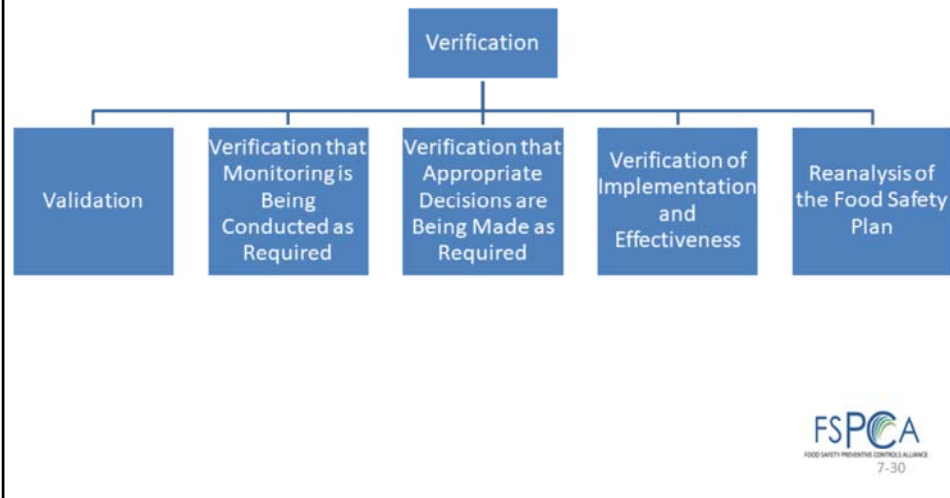 Verification
Validation
Verification that
Monitoring is
Being
Conducted as
Required
Verification that
Appropriate
Decisions are
Being Made as
Required
Verification of
Implementation
and
Effectiveness
Reanalysis of
the Food Safety
Plan
FSPCA
FOOD SAFETY PREVENTIVE CONTROLS ALLIANCE
7-30